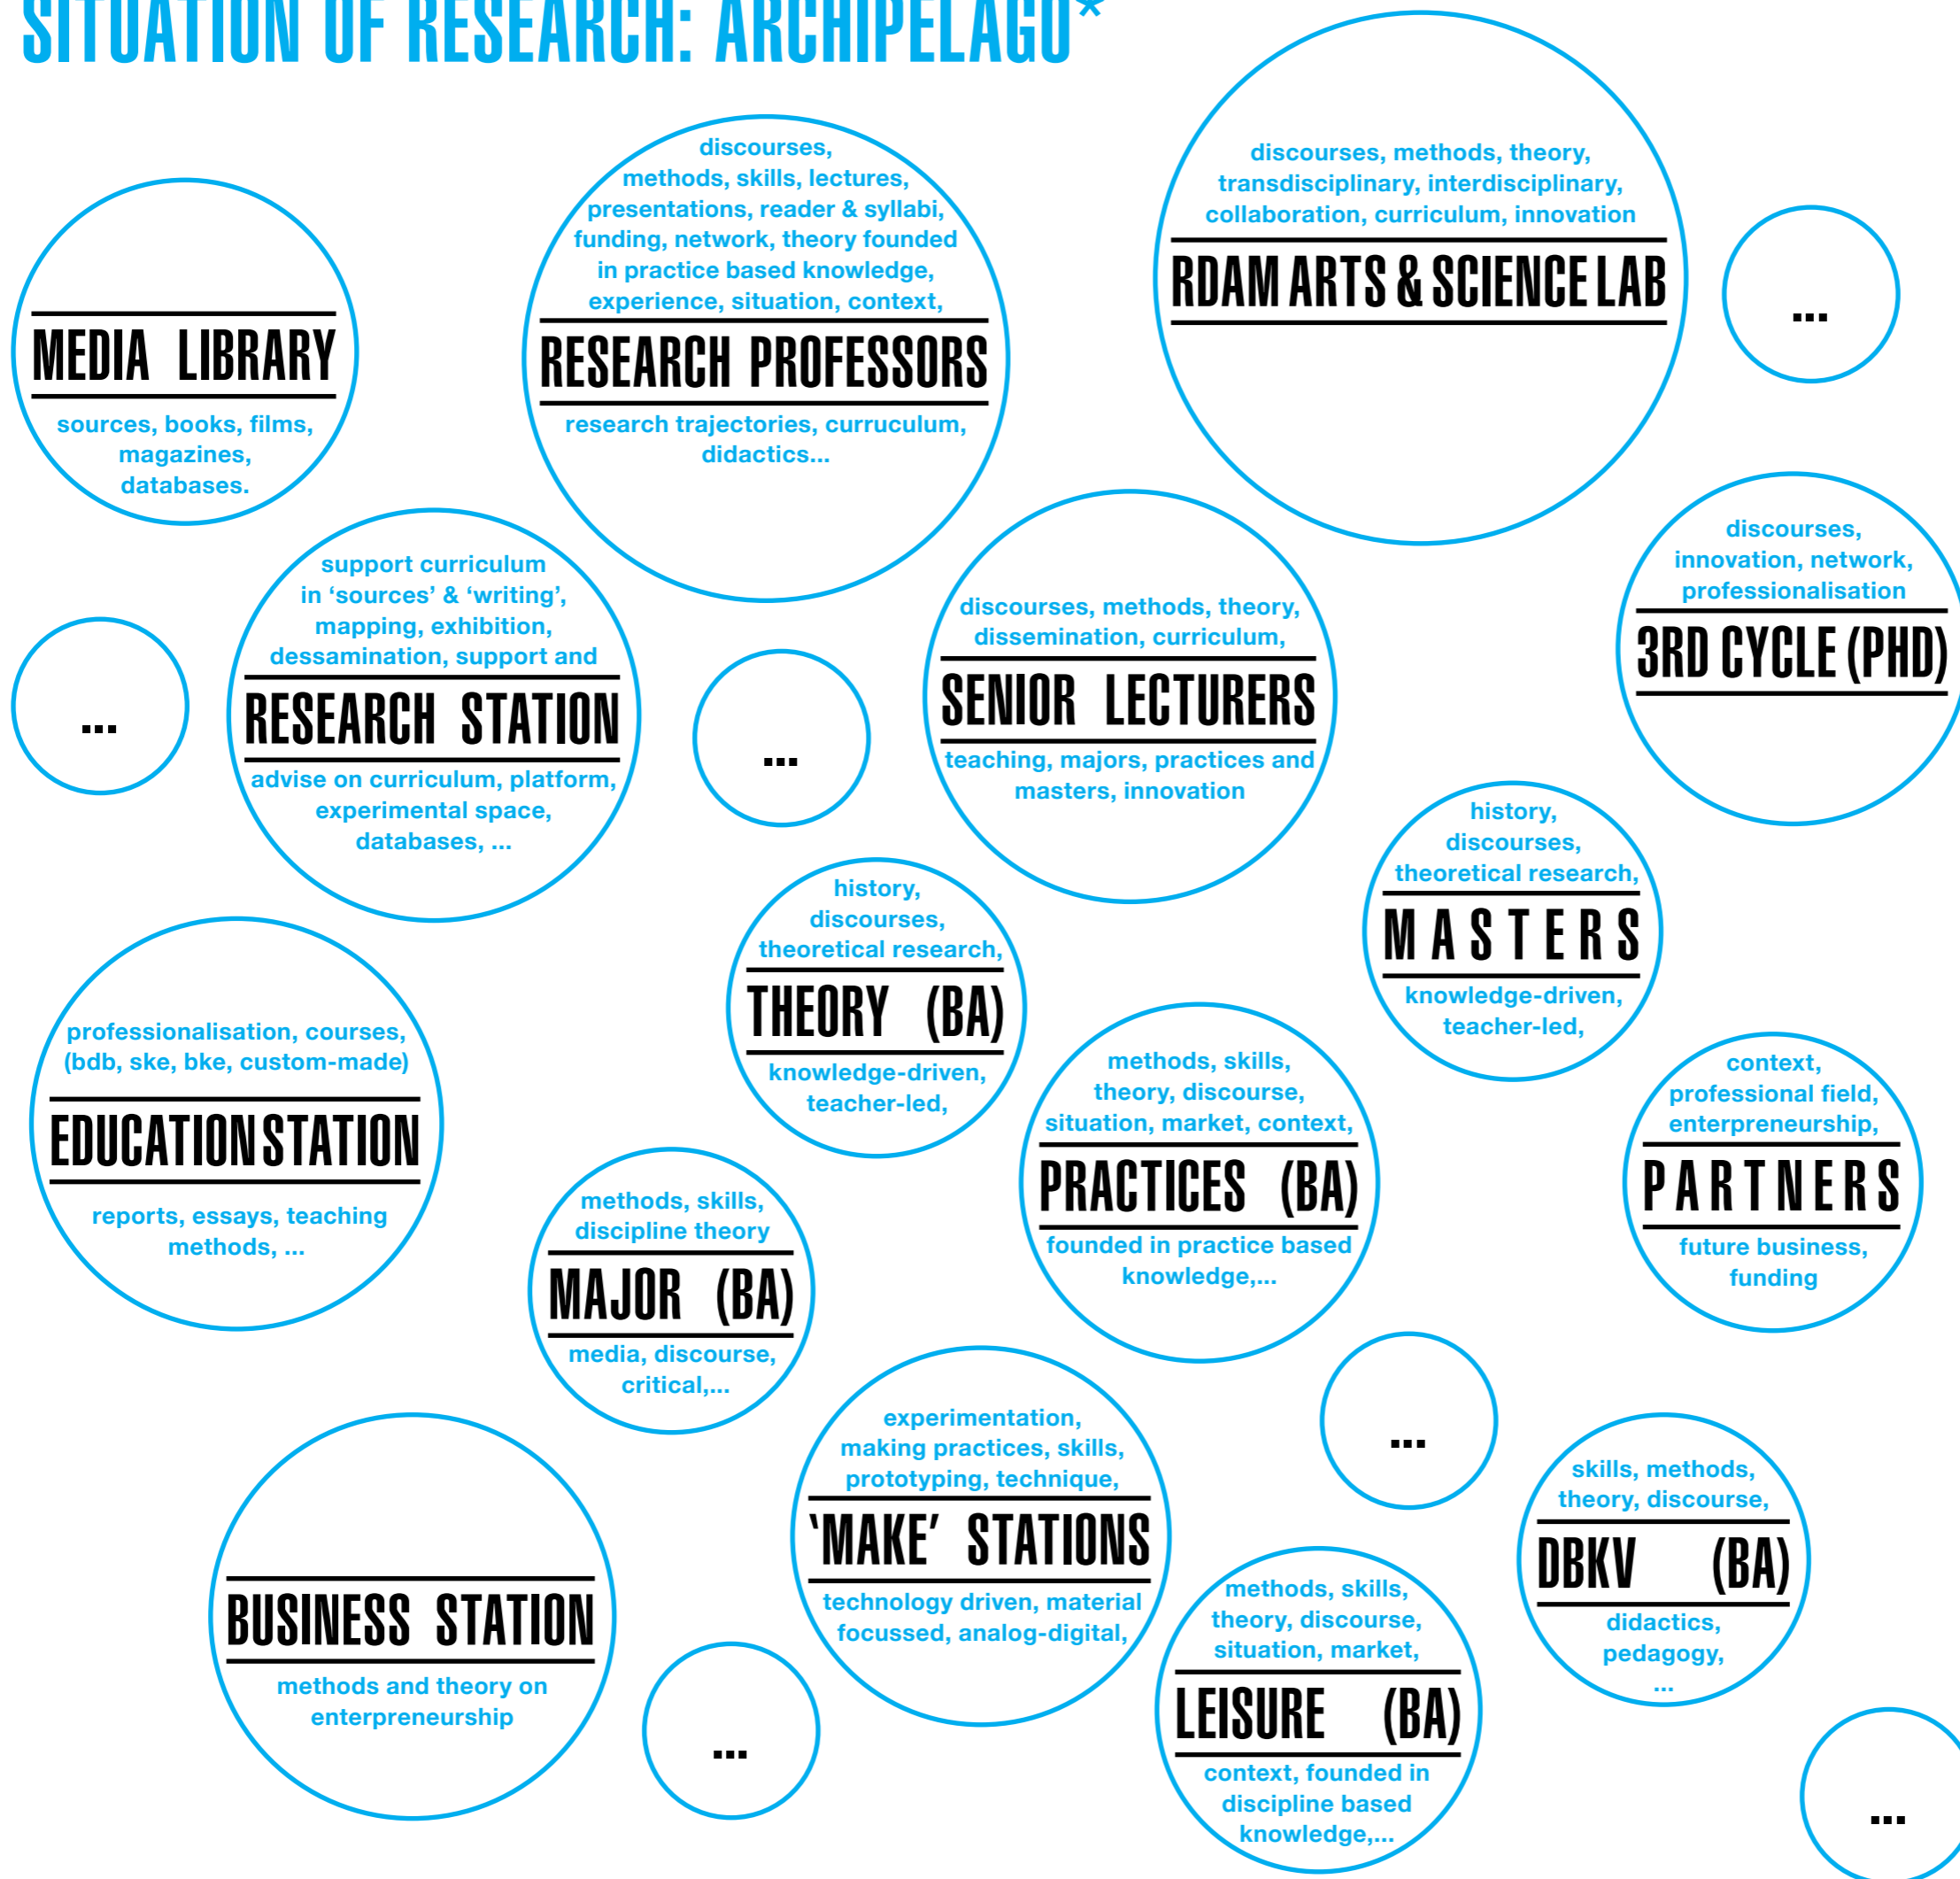 SITUATION OF RESEARCH: ARCHIPELAGO*
discourses, methods, theory,
transdisciplinary, interdisciplinary,
collaboration, curriculum, innovation
RDAM ARTS & SCIENCE LAB
discourses,
methods, skills, lectures,
presentations, reader & syllabi,
funding, network, theory founded
in practice based knowledge,
experience, situation, context,
RESEARCH PROFESSORS
research trajectories, curruculum,
didactics...
MEDIA LIBRARY
sources, books, films,
magazines,
databases.
...
discourses,
innovation, network,
professionalisation
3RD CYCLE (PHD)
support curriculum
in ‘sources’ & ‘writing’,
mapping, exhibition,
dessamination, support and
RESEARCH STATION
advise on curriculum, platform,
experimental space,
databases, ...
discourses, methods, theory,
dissemination, curriculum,
SENIOR LECTURERS
teaching, majors, practices and
masters, innovation
...
...
history,
discourses,
theoretical research,
MASTERS
knowledge-driven,
teacher-led,
history,
discourses,
theoretical research,
THEORY (BA)
knowledge-driven,
teacher-led,
professionalisation, courses,
(bdb, ske, bke, custom-made)
EDUCATION STATION
reports, essays, teaching
methods, ...
methods, skills,
theory, discourse,
situation, market, context,
PRACTICES (BA)
founded in practice based
knowledge,...
context,
professional field,
enterpreneurship,
PARTNERS
future business,
funding
methods, skills,
discipline theory
MAJOR (BA)
media, discourse,
critical,...
experimentation,
making practices, skills,
prototyping, technique,
‘MAKE’ STATIONS
technology driven, material
focussed, analog-digital,
...
skills, methods,
theory, discourse,
DBKV (BA)
didactics,
pedagogy,
...
BUSINESS STATION
methods and theory on
enterpreneurship
methods, skills,
theory, discourse,
situation, market,
LEISURE (BA)
context, founded in
discipline based
knowledge,...
...
...